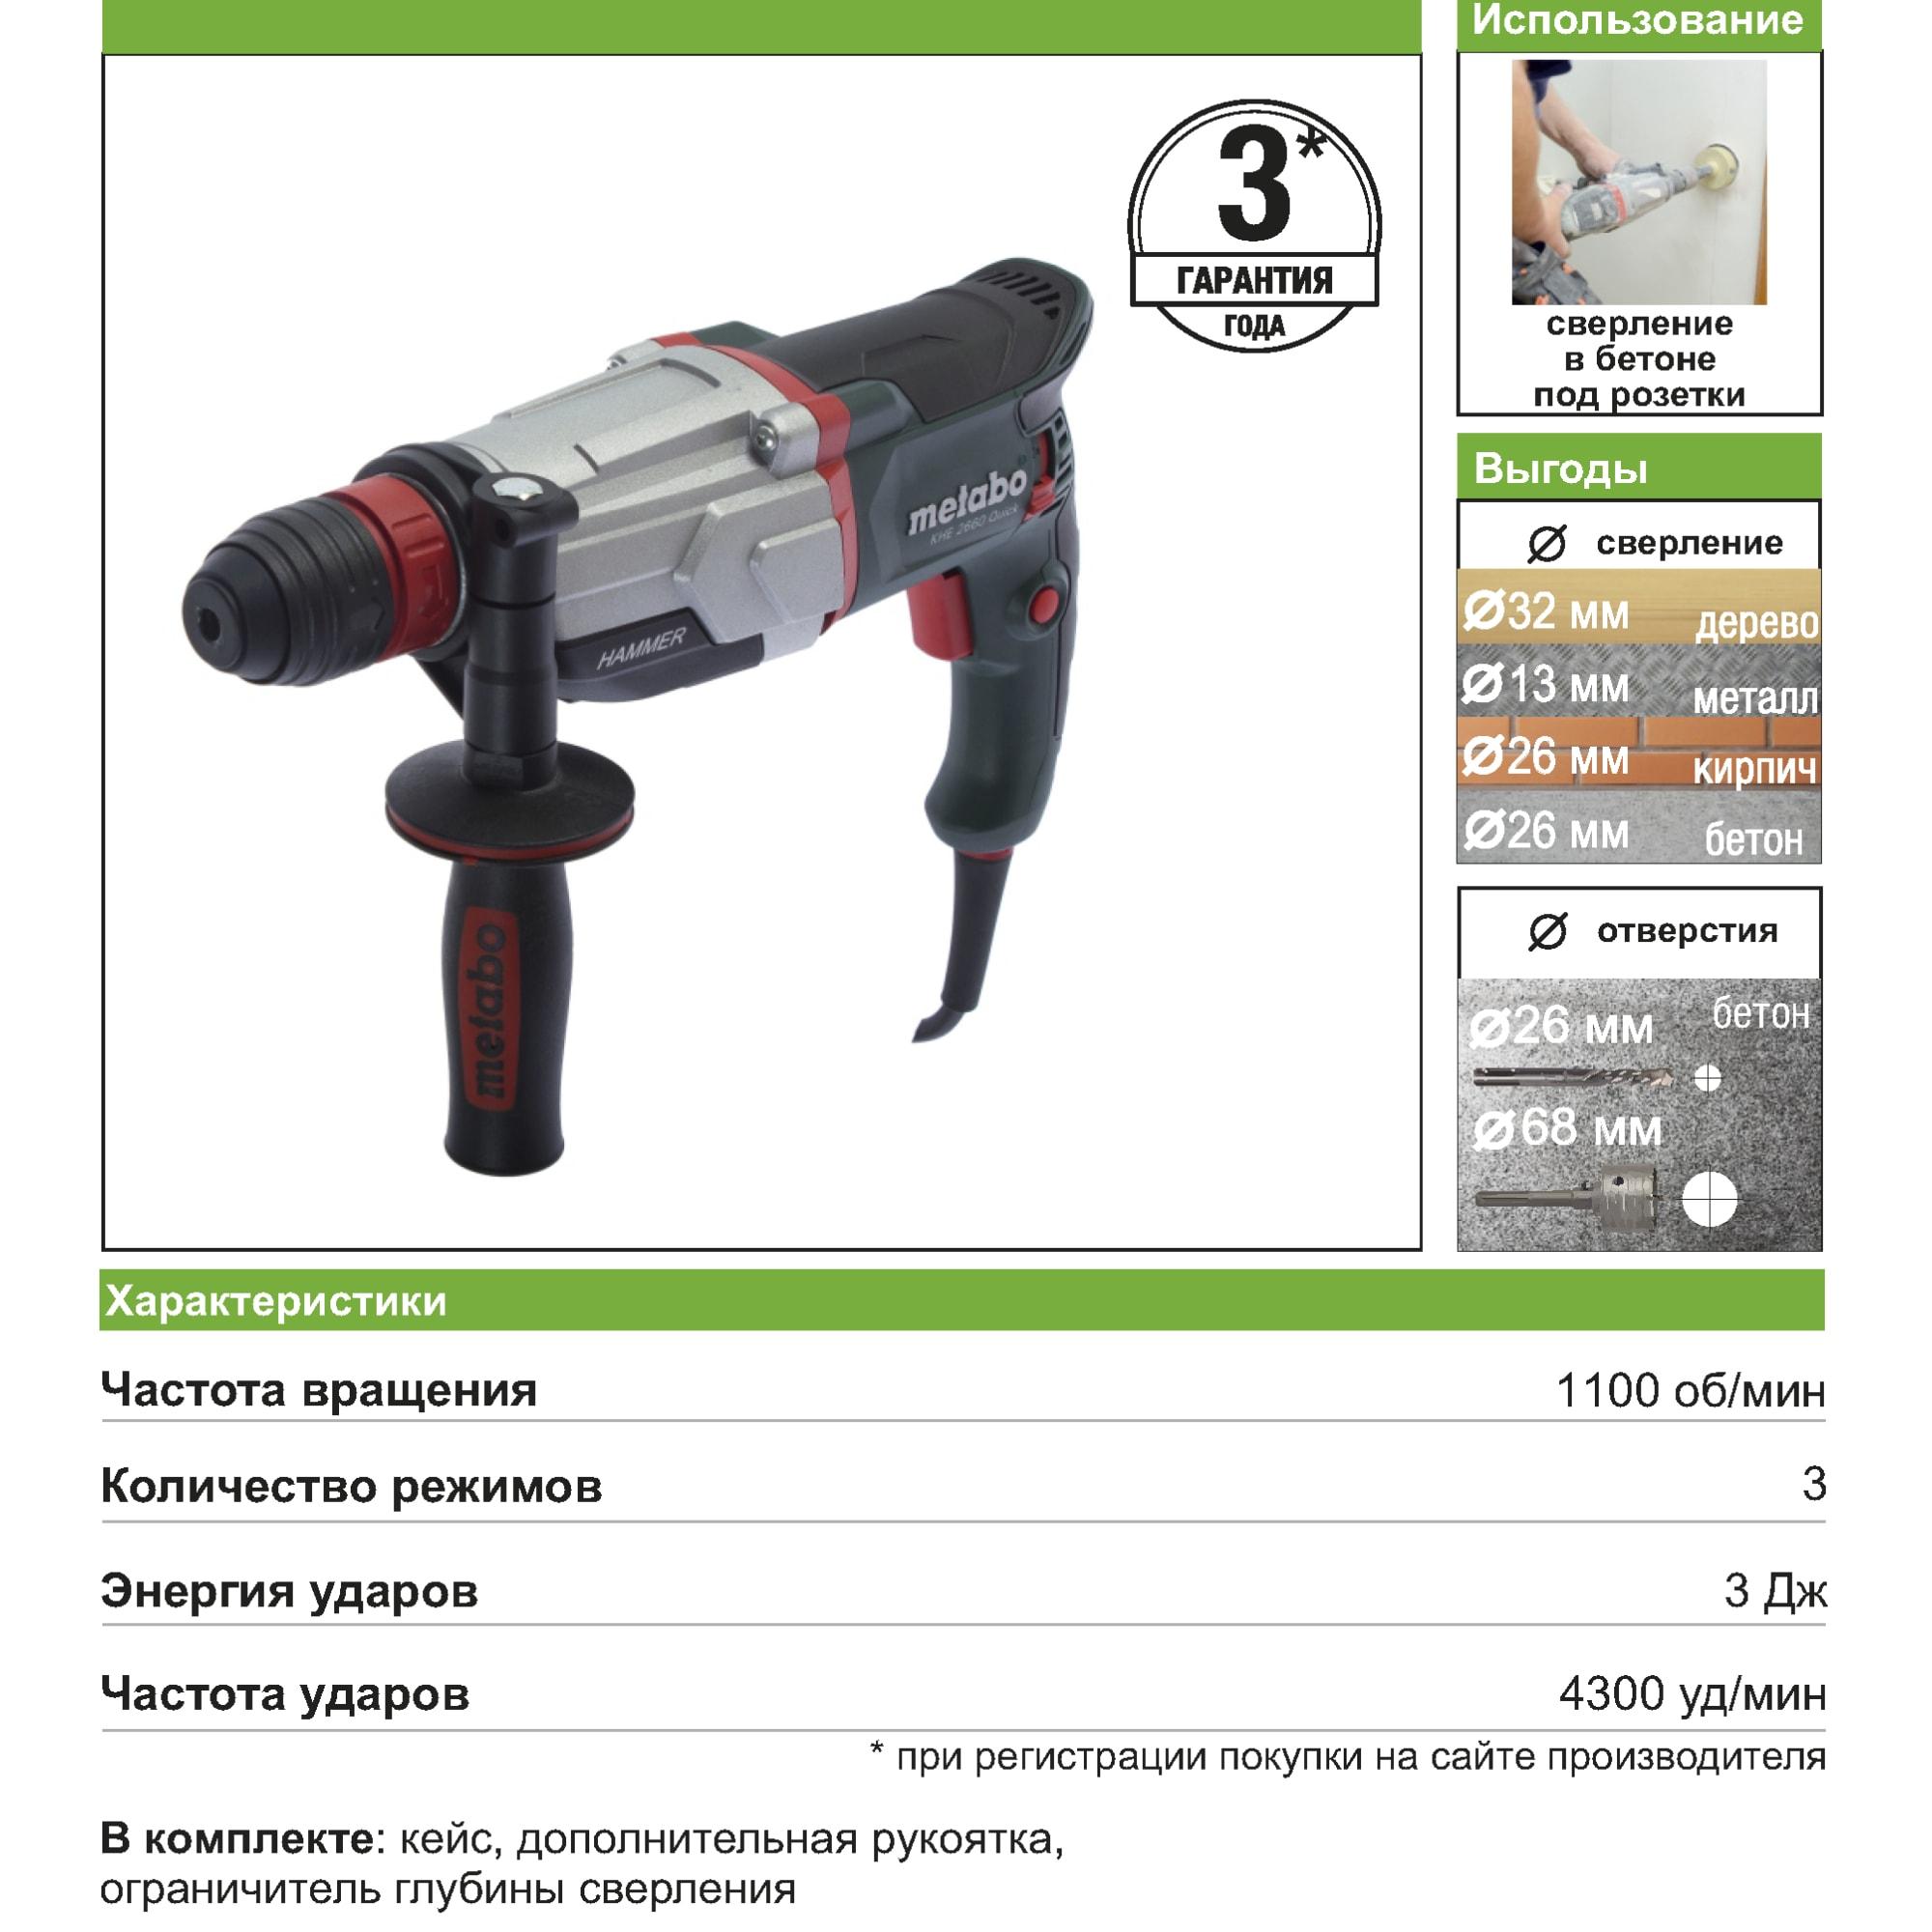 Использование
3*
ГАРАНТИЯ
ГОДА
сверление
в бетоне
под розетки
metabo
KHE 2660 Quick
HAMMER
metabo
Выгоды
Ø сверление
Ø32 мм дерево
Ø13 мм металл
Ø26 мм кирпич
Ø26 мм бетон
Ø отверстия
Ø26 мм бетон
Ø68 мм
Характеристики
Частота вращения 1100 об/мин
Количество режимов 3
Энергия ударов 3 Дж
Частота ударов 4300 уд/мин
* при регистрации покупки на сайте производителя
В комплекте: кейс, дополнительная рукоятка,
ограничитель глубины сверления